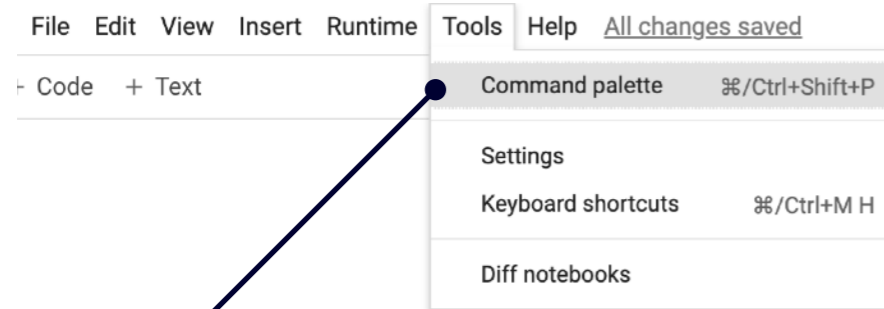 File Edit View Insert Runtime Tools Help All changes saved
+ Code + Text
Command palette ⌘/Ctrl+Shift+P
Settings
Keyboard shortcuts ⌘/Ctrl+M H
Diff notebooks